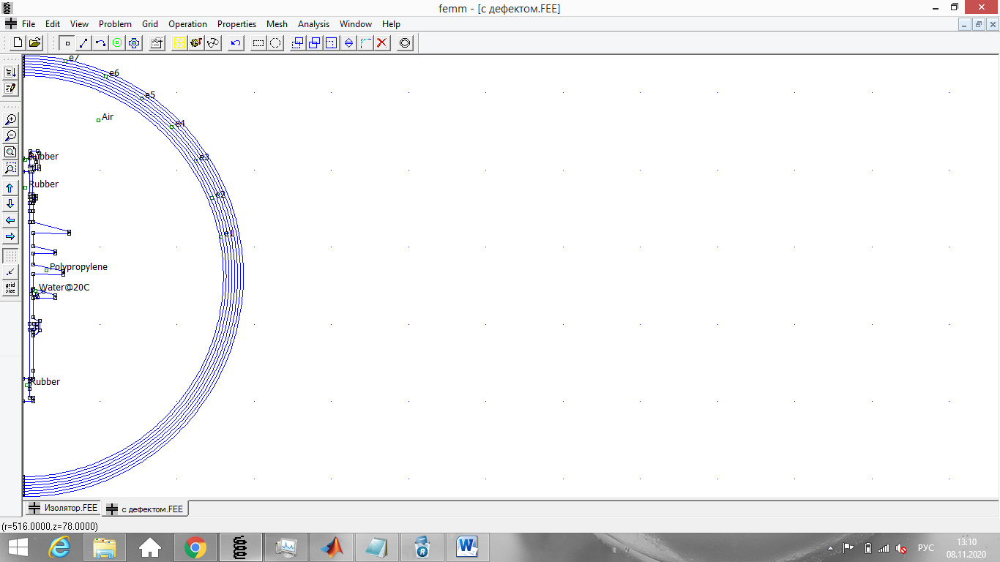 femm - [с дефектом.FEE]
File Edit View Problem Grid Operation Properties Mesh Analysis Window Help
e7
e6
e5
Air
e4
Rubber
e3
Rubber
e2
e1
Polypropylene
grid
size
Water@20C
Rubber
Изолятор.FEE
с дефектом.FEE
(r=516.0000,z=78.0000)
РУС
13:10
08.11.2020